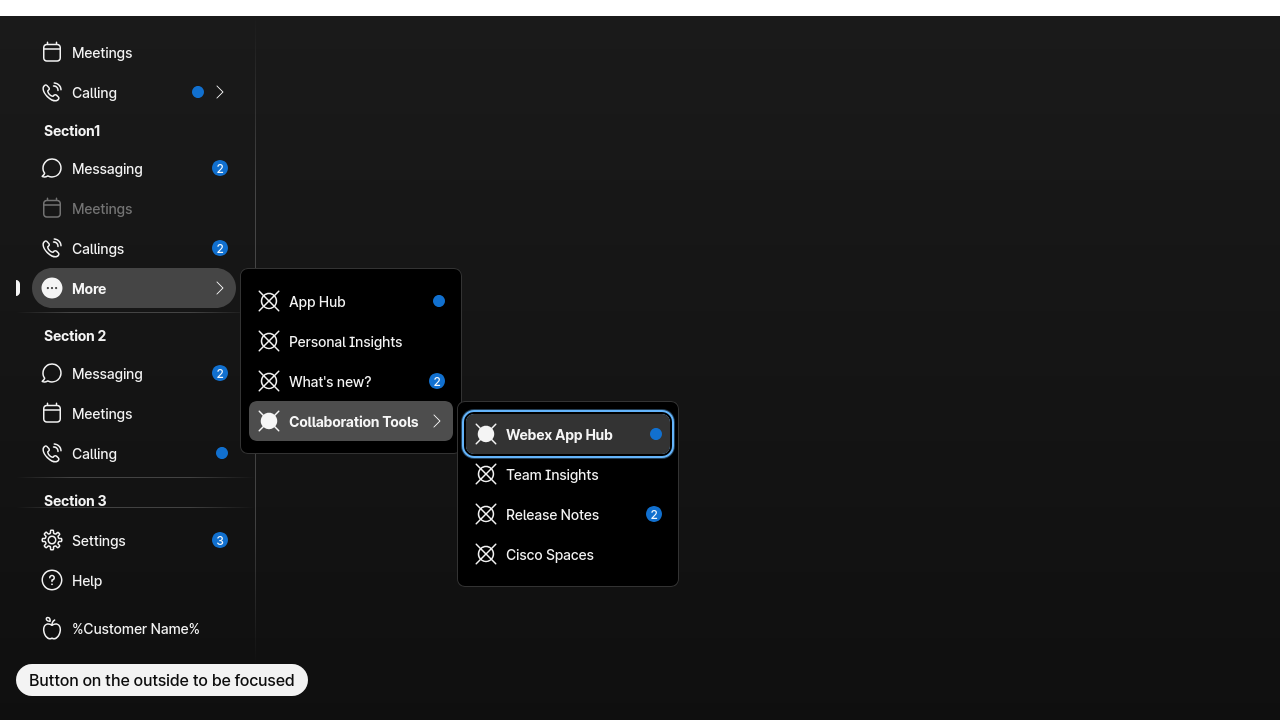 Meetings
Calling
Section1
Messaging 2
Meetings
Callings 2
More
App Hub
Personal Insights
What's new? 2
Collaboration Tools
Webex App Hub
Team Insights
Release Notes 2
Cisco Spaces
Section 2
Messaging 2
Meetings
Calling
Section 3
Settings 3
Help
%Customer Name%
Button on the outside to be focused